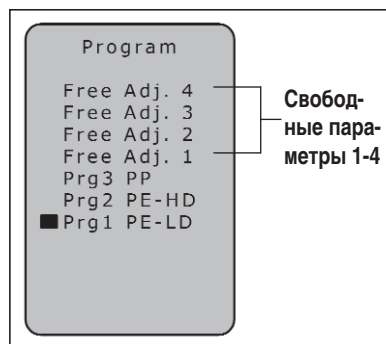 Program
Free Adj. 4
Free Adj. 3
Free Adj. 2
Free Adj. 1
Prg3 PP
Prg2 PE-HD
Prg1 PE-LD
Свобод-
ные пара-
метры 1-4